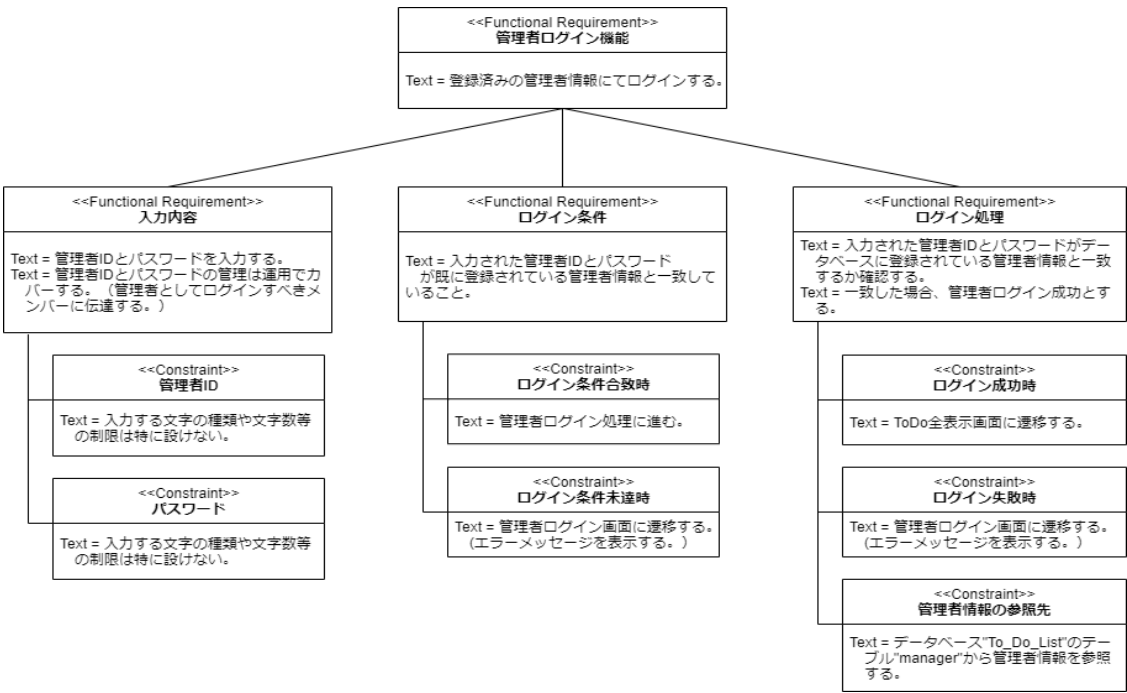 <<Functional Requirement>>
管理者ログイン機能
Text = 登録済みの管理者情報にてログインする。
<<Functional Requirement>>
入力内容
Text = 管理者IDとパスワードを入力する。
Text = 管理者IDとパスワードの管理は運用でカ
バーする。（管理者としてログインすべきメ
ンバーに伝達する。）
<<Constraint>>
管理者ID
Text = 入力する文字の種類や文字数等
の制限は特に設けない。
<<Constraint>>
パスワード
Text = 入力する文字の種類や文字数等
の制限は特に設けない。
<<Functional Requirement>>
ログイン条件
Text = 入力された管理者IDとパスワード
が既に登録されている管理者情報と一致して
いること。
<<Constraint>>
ログイン条件合致時
Text = 管理者ログイン処理に進む。
<<Constraint>>
ログイン条件未達時
Text = 管理者ログイン画面に遷移する。
(エラーメッセージを表示する。）
<<Functional Requirement>>
ログイン処理
Text = 入力された管理者IDとパスワードがデー
タベースに登録されている管理者情報と一致
するか確認する。
Text = 一致した場合、管理者ログイン成功とす
る。
<<Constraint>>
ログイン成功時
Text = ToDo全表示画面に遷移する。
<<Constraint>>
ログイン失敗時
Text = 管理者ログイン画面に遷移する。
(エラーメッセージを表示する。）
<<Constraint>>
管理者情報の参照先
Text = データベース"To_Do_List"のテー
ブル"manager"から管理者情報を参照
する。